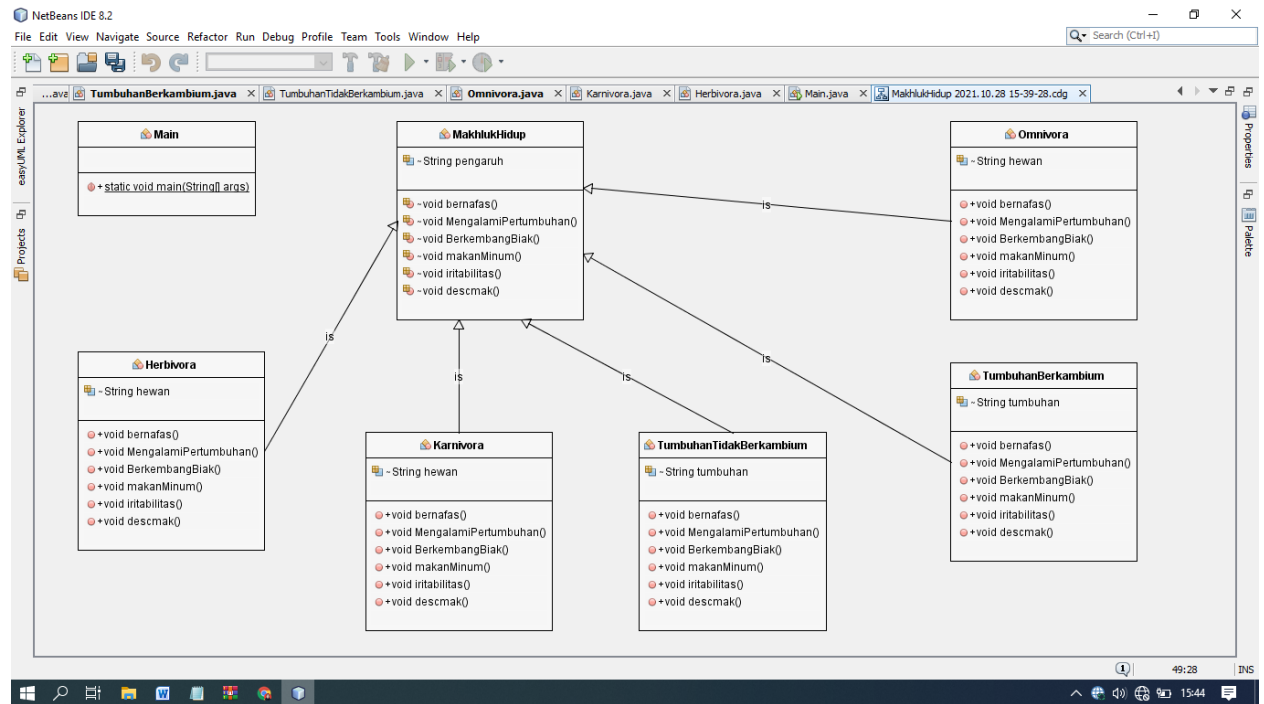 NetBeans IDE 8.2
File Edit View Navigate Source Refactor Run Debug Profile Team Tools Window Help
Search (Ctrl+I)
...ava TumbuhanBerkambium.java TumbuhanTidakBerkambium.java Omnivora.java Karnivora.java Herbivora.java Main.java MakhlukHidup 2021.10.28 15-39-28.cdg
easyUML Explorer
Projects
Properties
Palette
Main
+static void main(String[] args)
MakhlukHidup
~String pengaruh
~void bernafas()
~void MengalamiPertumbuhan()
~void BerkembangBiak()
~void makanMinum()
~void iritabilitas()
~void descmak()
Omnivora
~String hewan
+void bernafas()
+void MengalamiPertumbuhan()
+void BerkembangBiak()
+void makanMinum()
+void iritabilitas()
+void descmak()
is
is
is
is
is
Herbivora
~String hewan
+void bernafas()
+void MengalamiPertumbuhan()
+void BerkembangBiak()
+void makanMinum()
+void iritabilitas()
+void descmak()
Karnivora
~String hewan
+void bernafas()
+void MengalamiPertumbuhan()
+void BerkembangBiak()
+void makanMinum()
+void iritabilitas()
+void descmak()
TumbuhanTidakBerkambium
~String tumbuhan
+void bernafas()
+void MengalamiPertumbuhan()
+void BerkembangBiak()
+void makanMinum()
+void iritabilitas()
+void descmak()
TumbuhanBerkambium
~String tumbuhan
+void bernafas()
+void MengalamiPertumbuhan()
+void BerkembangBiak()
+void makanMinum()
+void iritabilitas()
+void descmak()
1
49:28
INS
15:44